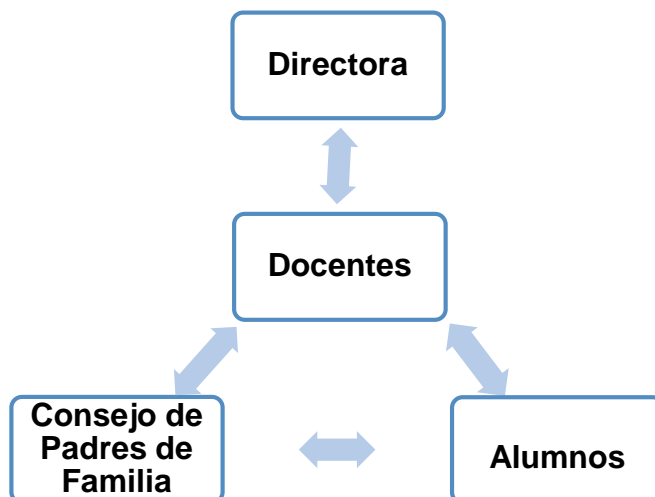 Directora
Docentes
Consejo de
Padres de
Familia
Alumnos